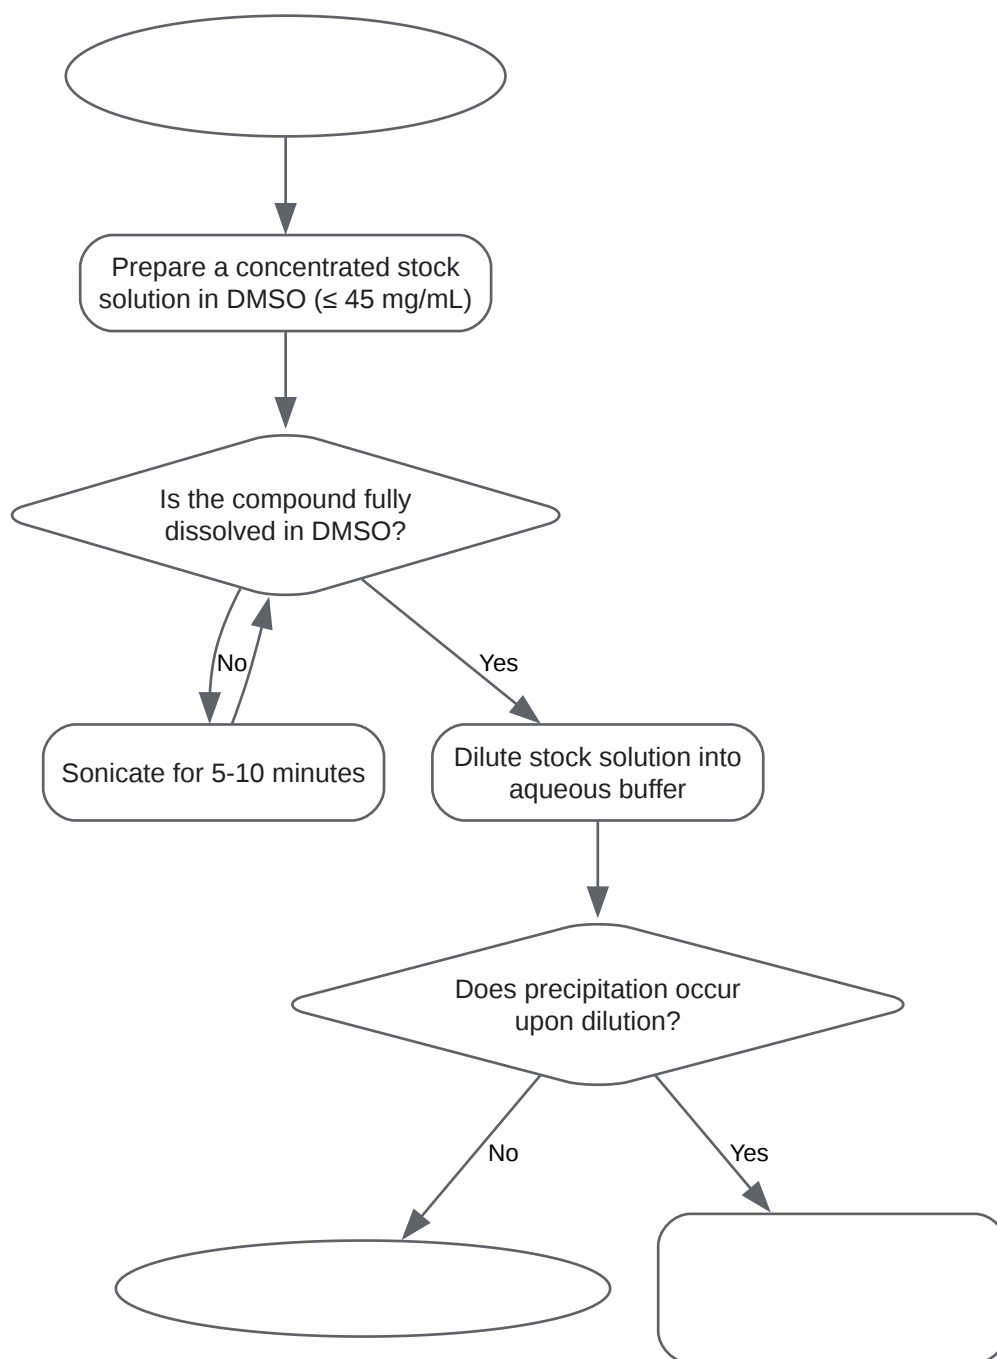 Prepare a concentrated stock
solution in DMSO (≤ 45 mg/mL)
Is the compound fully
dissolved in DMSO?
No
Yes
Sonicate for 5-10 minutes
Dilute stock solution into
aqueous buffer
Does precipitation occur
upon dilution?
No
Yes